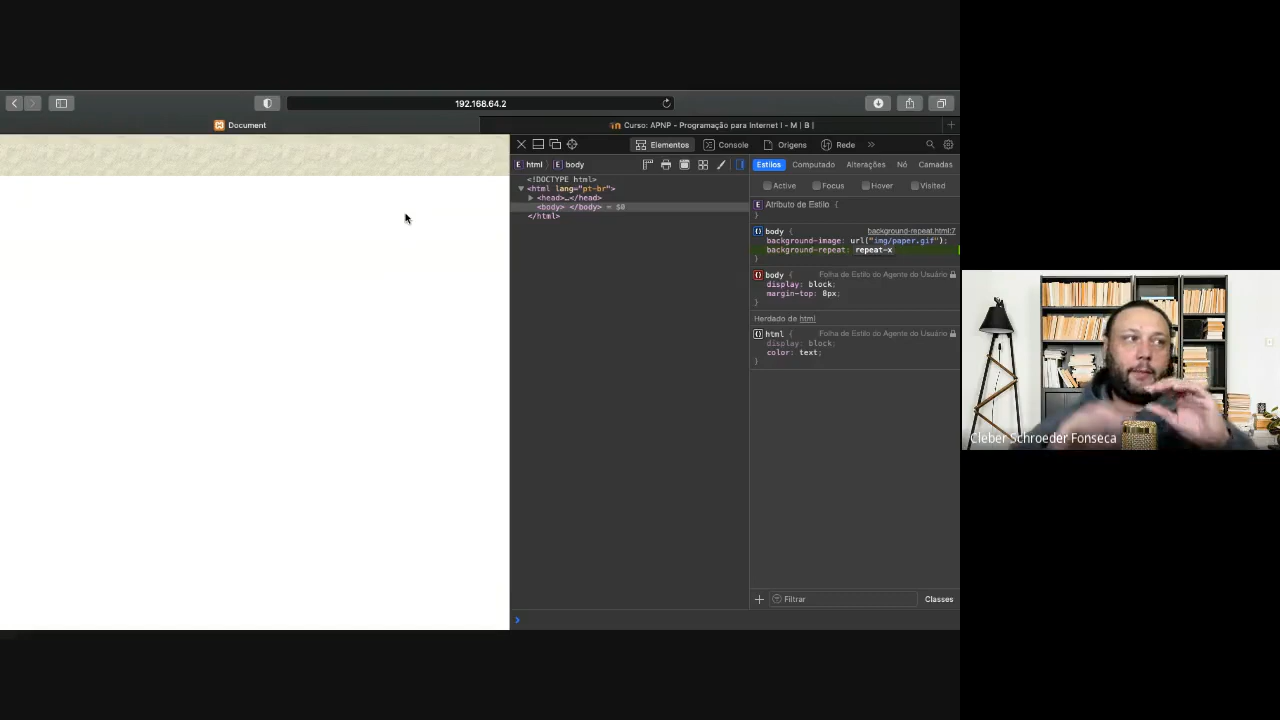 192.168.64.2
Document
Curso: APNP - Programação para Internet I - M | B |
Elementos
Console
Origens
Rede
E html
E body
Estilos
Computado
Alterações
Nó
Camadas
<!DOCTYPE html>
<html lang="pt-br">
<head>…</head>
<body> </body> = $0
</html>
Active
Focus
Hover
Visited
E Atributo de Estilo {
}
body {
background-repeat.html:7
background-image: url("img/paper.gif");
background-repeat: repeat-x
}
body {
Folha de Estilo do Agente do Usuário
display: block;
margin-top: 8px;
}
Herdado de html
html {
Folha de Estilo do Agente do Usuário
display: block;
color: text;
}
Filtrar
Classes
Cleber Schroeder Fonseca